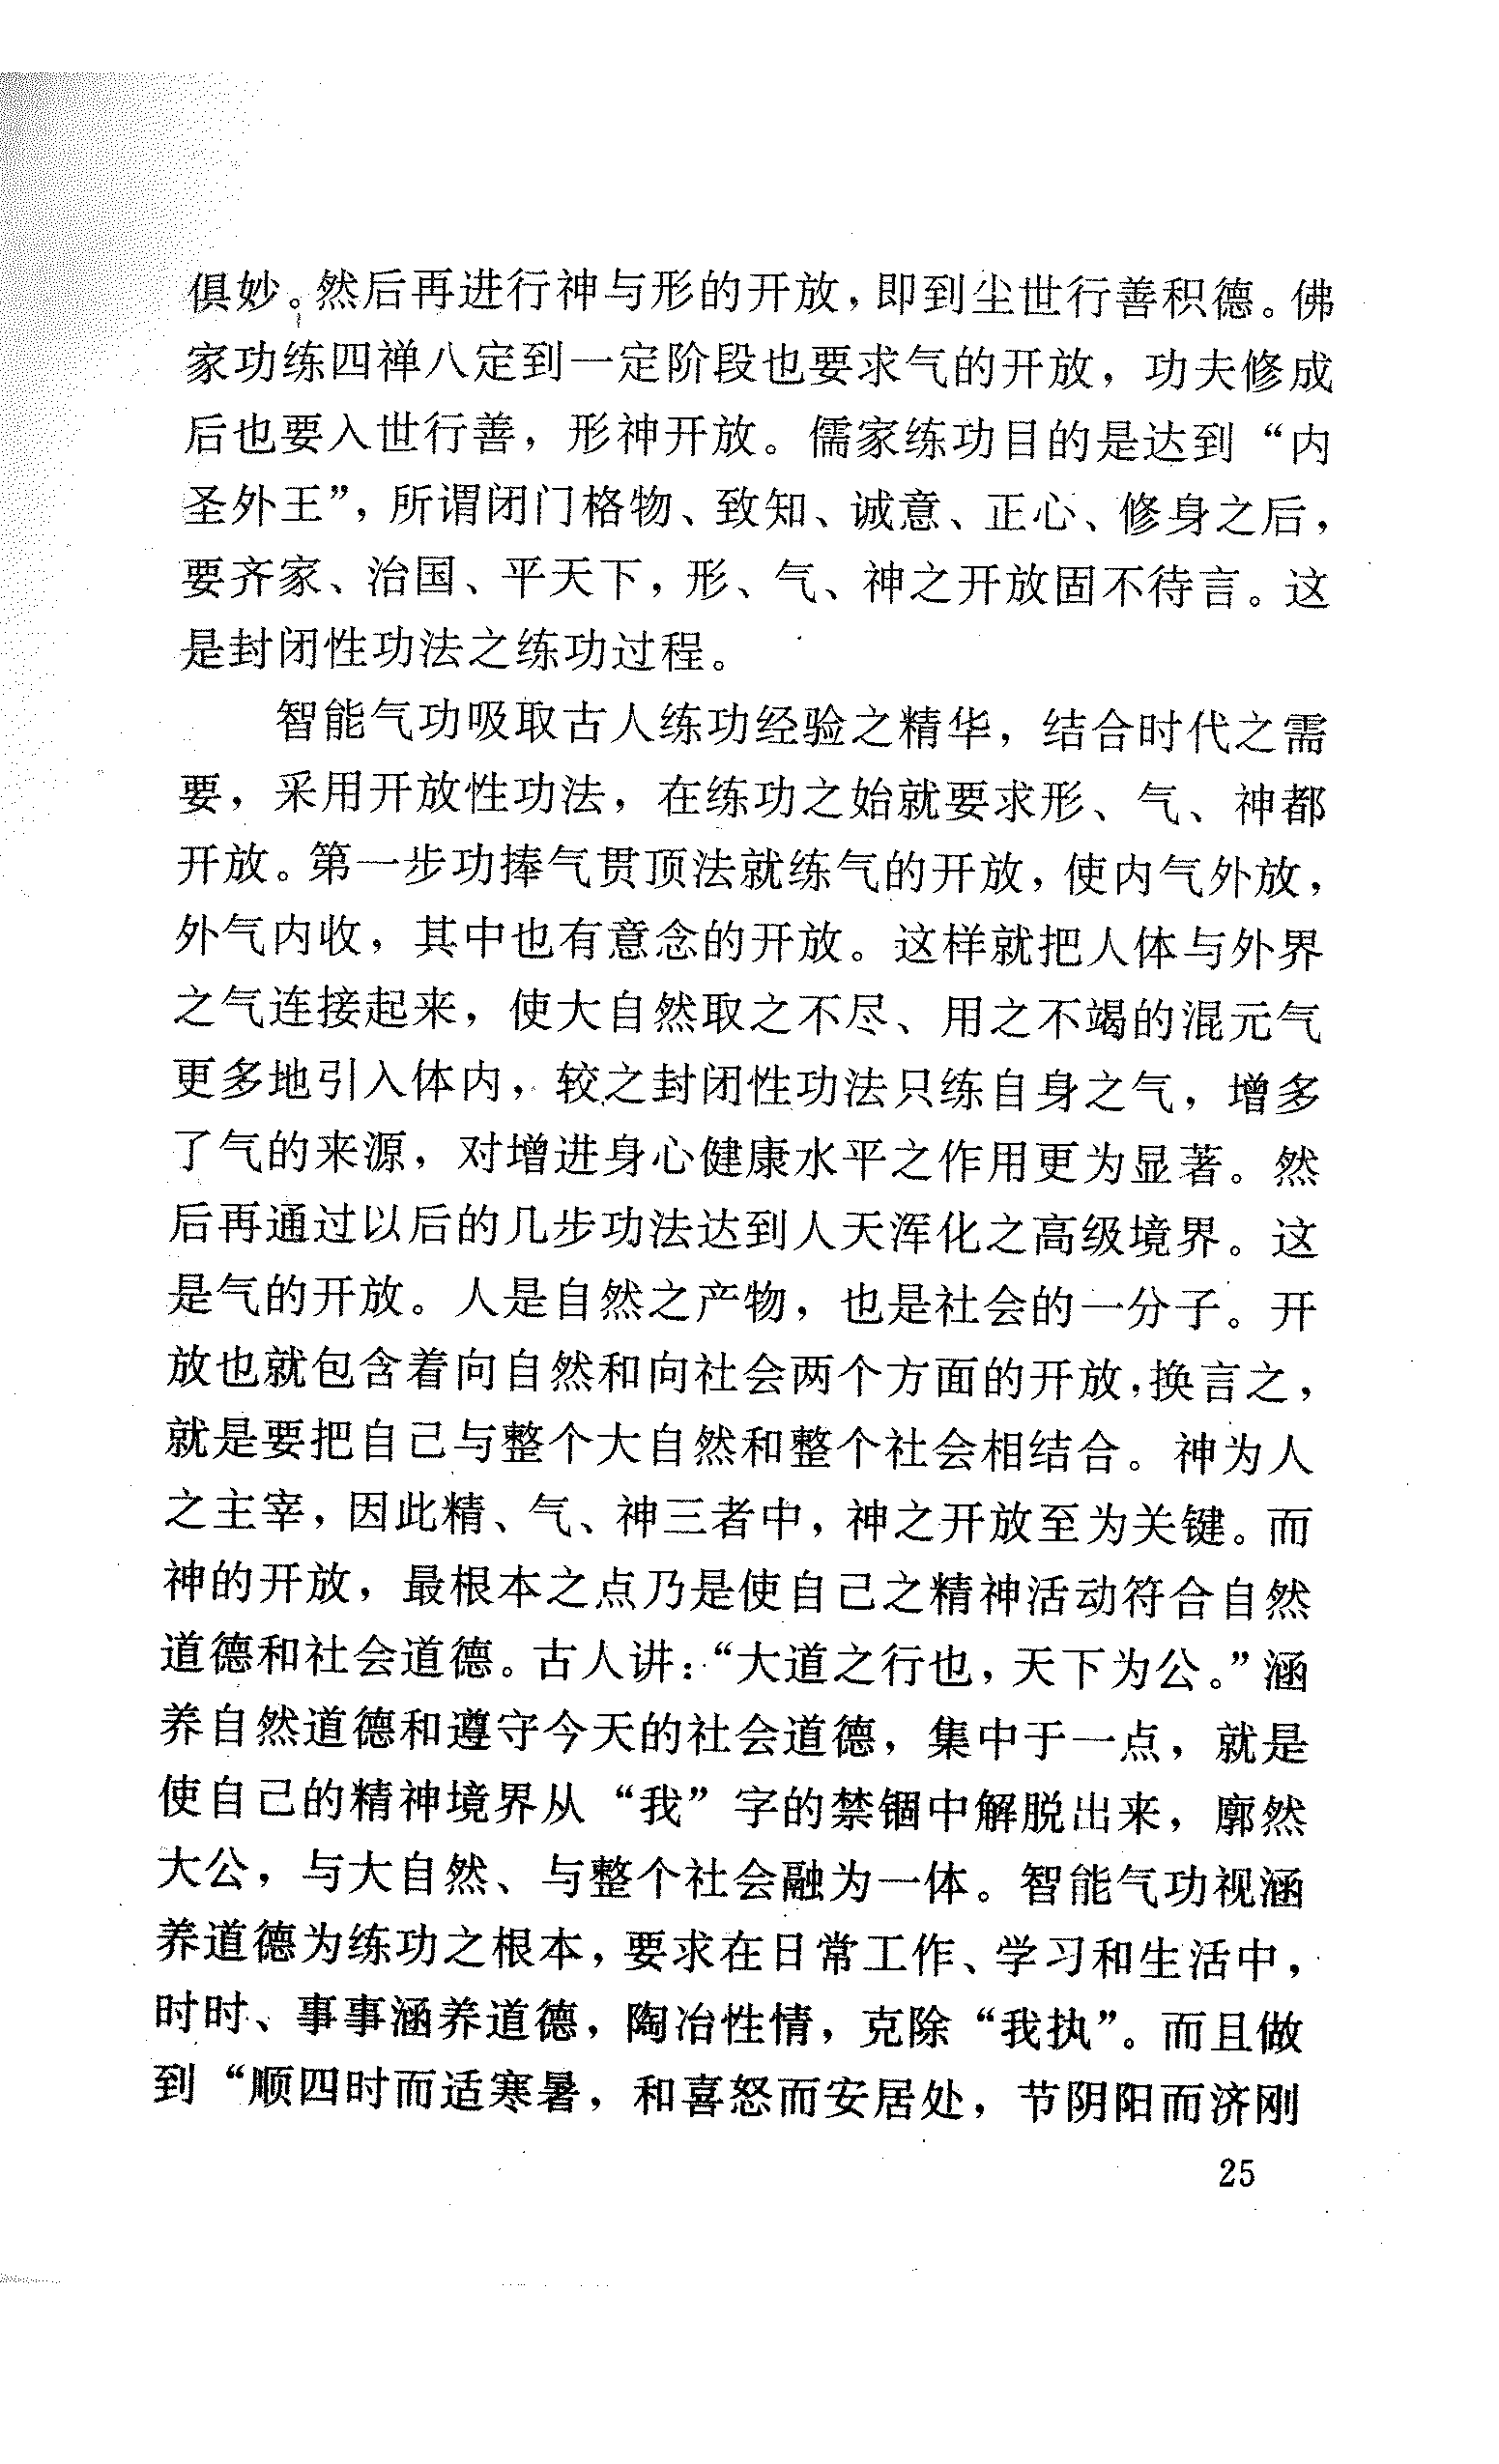 俱妙。然后再进行神与形的开放，即到尘世行善积德。佛
家功练四禅八定到一定阶段也要求气的开放，功夫修成
后也要入世行善，形神开放。儒家练功目的是达到“内
圣外王”，所谓闭门格物、致知、诚意、正心、修身之后，
要齐家、治国、平天下，形、气、神之开放固不待言。这
是封闭性功法之练功过程。
智能气功吸取古人练功经验之精华，结合时代之需
要，采用开放性功法，在练功之始就要求形、气、神都
开放。第一步功捧气贯顶法就练气的开放，使内气外放，
外气内收，其中也有意念的开放。这样就把人体与外界
之气连接起来，使大自然取之不尽、用之不竭的混元气
更多地引入体内，较之封闭性功法只练自身之气，增多
了气的来源，对增进身心健康水平之作用更为显著。然
后再通过以后的几步功法达到人天浑化之高级境界。这
是气的开放。人是自然之产物，也是社会的一分子。开
放也就包含着向自然和向社会两个方面的开放，换言之，
就是要把自己与整个大自然和整个社会相结合。神为人
之主宰，因此精、气、神三者中，神之开放至为关键。而
神的开放，最根本之点乃是使自己之精神活动符合自然
道德和社会道德。古人讲：“大道之行也，天下为公。”涵
养自然道德和遵守今天的社会道德，集中于一点，就是
使自己的精神境界从“我”字的禁锢中解脱出来，廓然
大公，与大自然、与整个社会融为一体。智能气功视涵
养道德为练功之根本，要求在日常工作、学习和生活中，
时时、事事涵养道德，陶冶性情，克除“我执”。而且做
到“顺四时而适寒暑，和喜怒而安居处，节阴阳而济刚
25